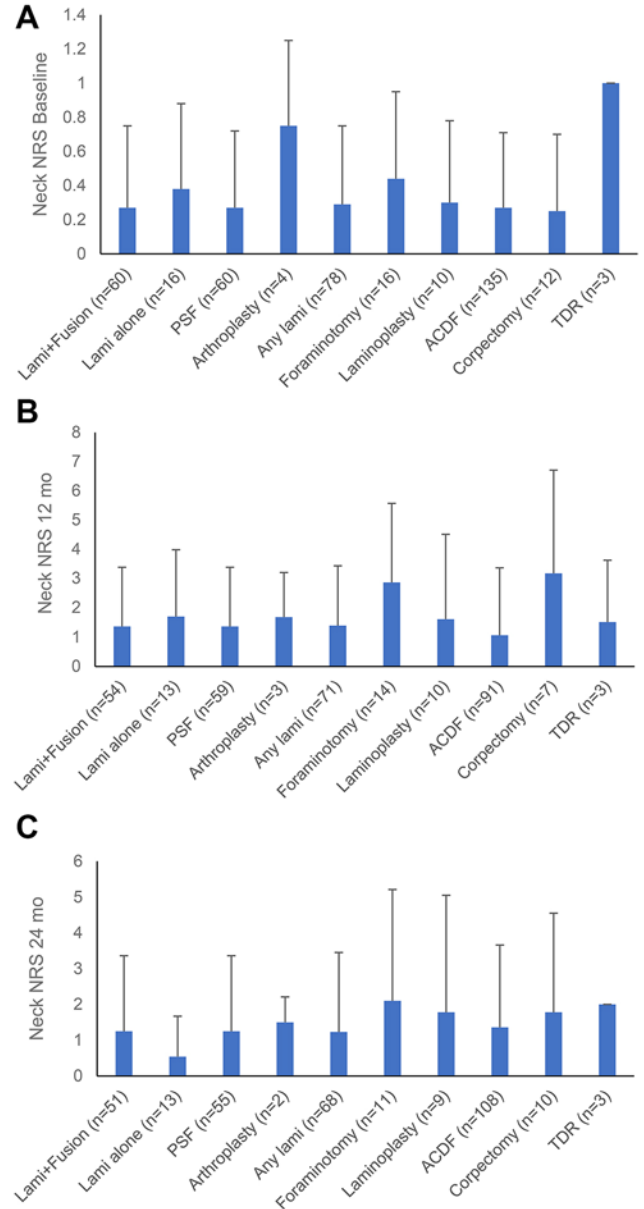 A
Neck NRS Baseline
1.4
1.2
1
0.8
0.6
0.4
0.2
0
Lami+Fusion (n=60)
Lami alone (n=16)
PSF (n=60)
Arthroplasty (n=4)
Any lami (n=78)
Foraminotomy (n=16)
Laminoplasty (n=10)
ACDF (n=135)
Corpectomy (n=12)
TDR (n=3)
B
Neck NRS 12 mo
8
7
6
5
4
3
2
1
0
Lami+Fusion (n=54)
Lami alone (n=13)
PSF (n=59)
Arthroplasty (n=3)
Any lami (n=71)
Foraminotomy (n=14)
Laminoplasty (n=10)
ACDF (n=91)
Corpectomy (n=7)
TDR (n=3)
C
Neck NRS 24 mo
6
5
4
3
2
1
0
Lami+Fusion (n=51)
Lami alone (n=13)
PSF (n=55)
Arthroplasty (n=2)
Any lami (n=68)
Foraminotomy (n=11)
Laminoplasty (n=9)
ACDF (n=108)
Corpectomy (n=10)
TDR (n=3)